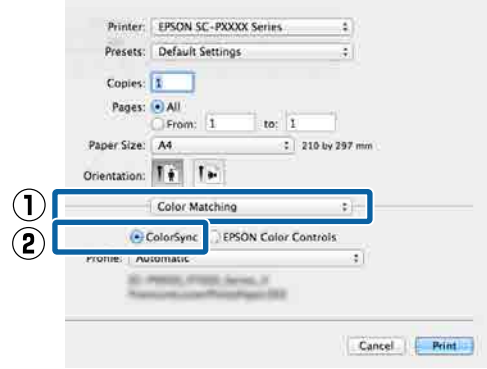 Printer: EPSON SC-PXXXX Series
Presets: Default Settings
Copies: 1
Pages: All
From: 1 to: 1
Paper Size: A4 210 by 297 mm
Orientation:
1 Color Matching
2 ColorSync EPSON Color Controls
Profile: Automatic
Cancel Print